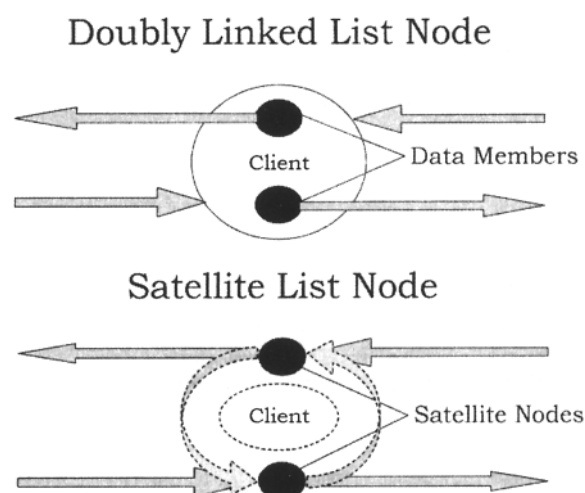 Doubly Linked List Node
Client
Data Members
Satellite List Node
Client
Satellite Nodes